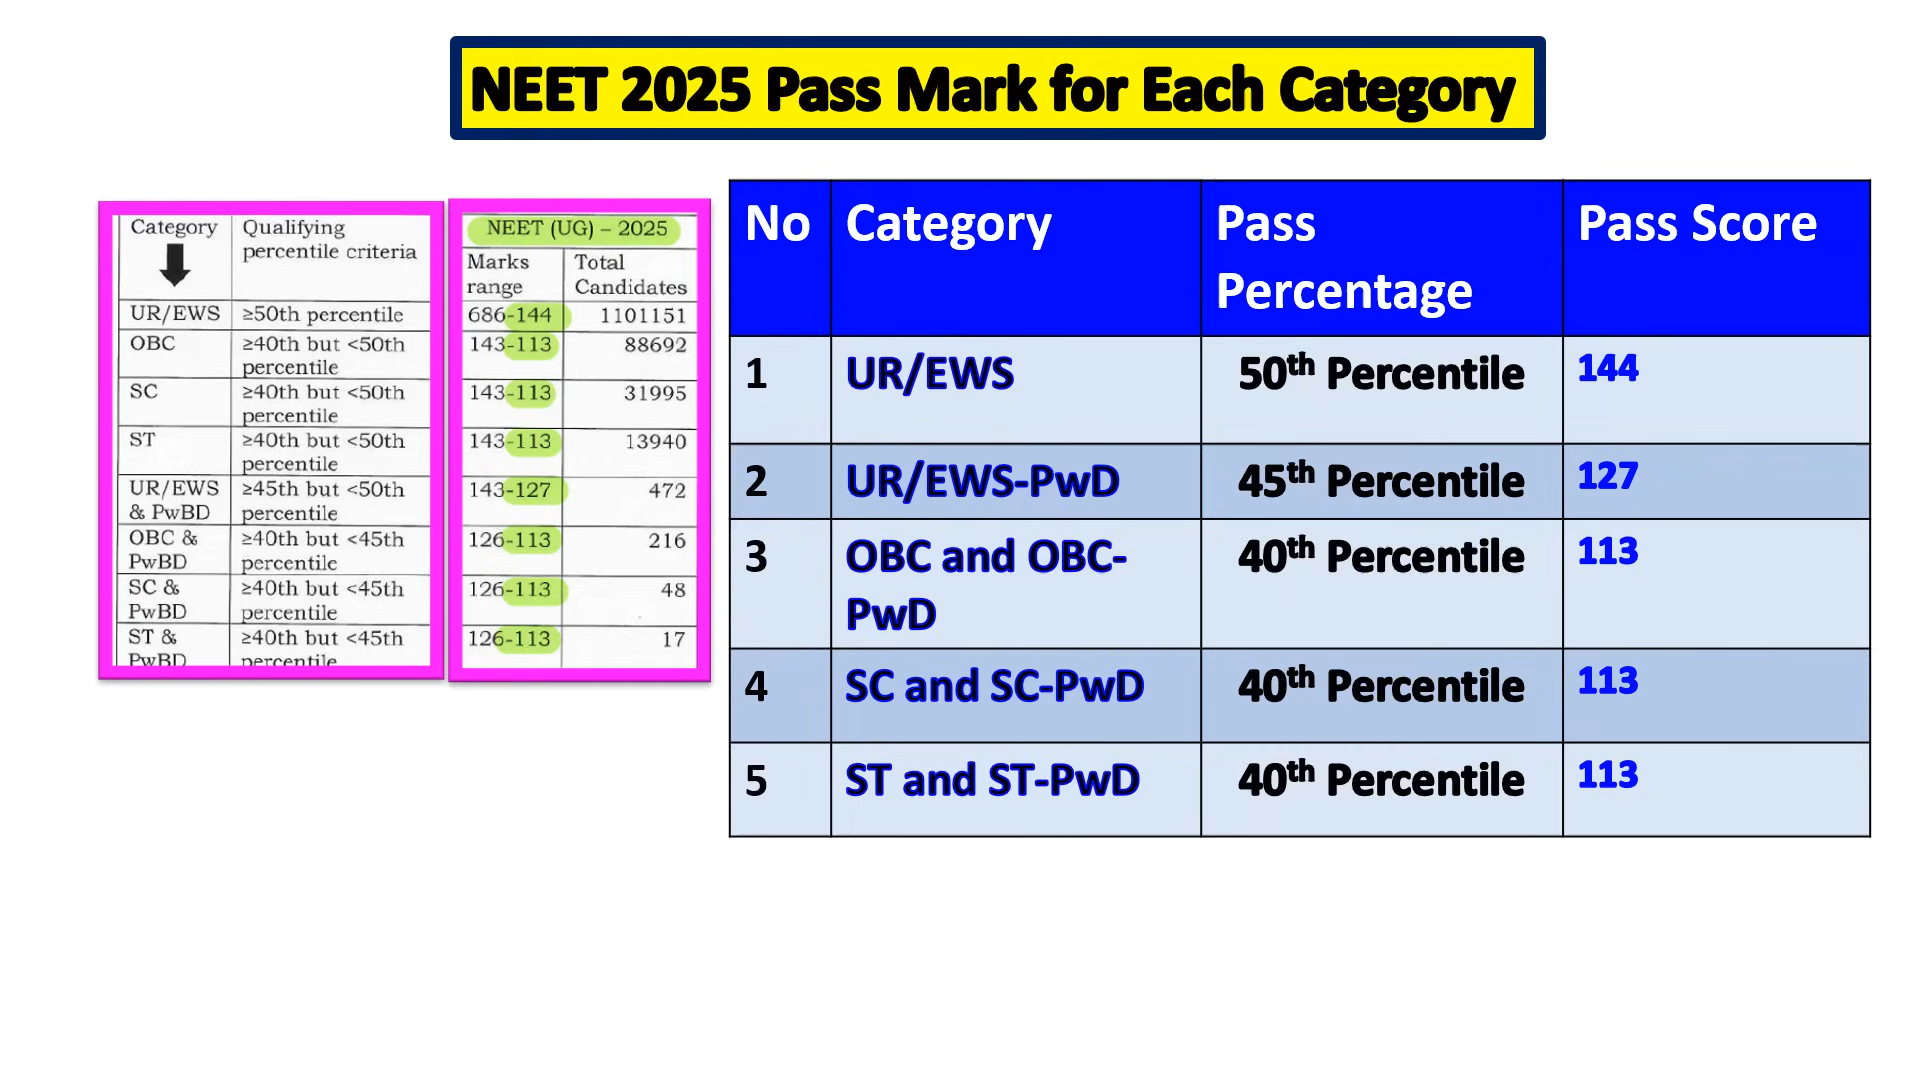 NEET 2025 Pass Mark for Each Category
Category
Qualifying
percentile criteria
UR/EWS ≥50th percentile
OBC ≥40th but <50th
percentile
SC ≥40th but <50th
percentile
ST ≥40th but <50th
percentile
UR/EWS ≥45th but <50th
& PwBD percentile
OBC & ≥40th but <45th
PwBD percentile
SC & ≥40th but <45th
PwBD percentile
ST & ≥40th but <45th
PwBD percentile
NEET (UG) – 2025
Marks Total
range Candidates
686-144 1101151
143-113 88692
143-113 31995
143-113 13940
143-127 472
126-113 216
126-113 48
126-113 17
No Category Pass Pass Score
Percentage
1 UR/EWS 50th Percentile 144
2 UR/EWS-PwD 45th Percentile 127
3 OBC and OBC- 40th Percentile 113
PwD
4 SC and SC-PwD 40th Percentile 113
5 ST and ST-PwD 40th Percentile 113